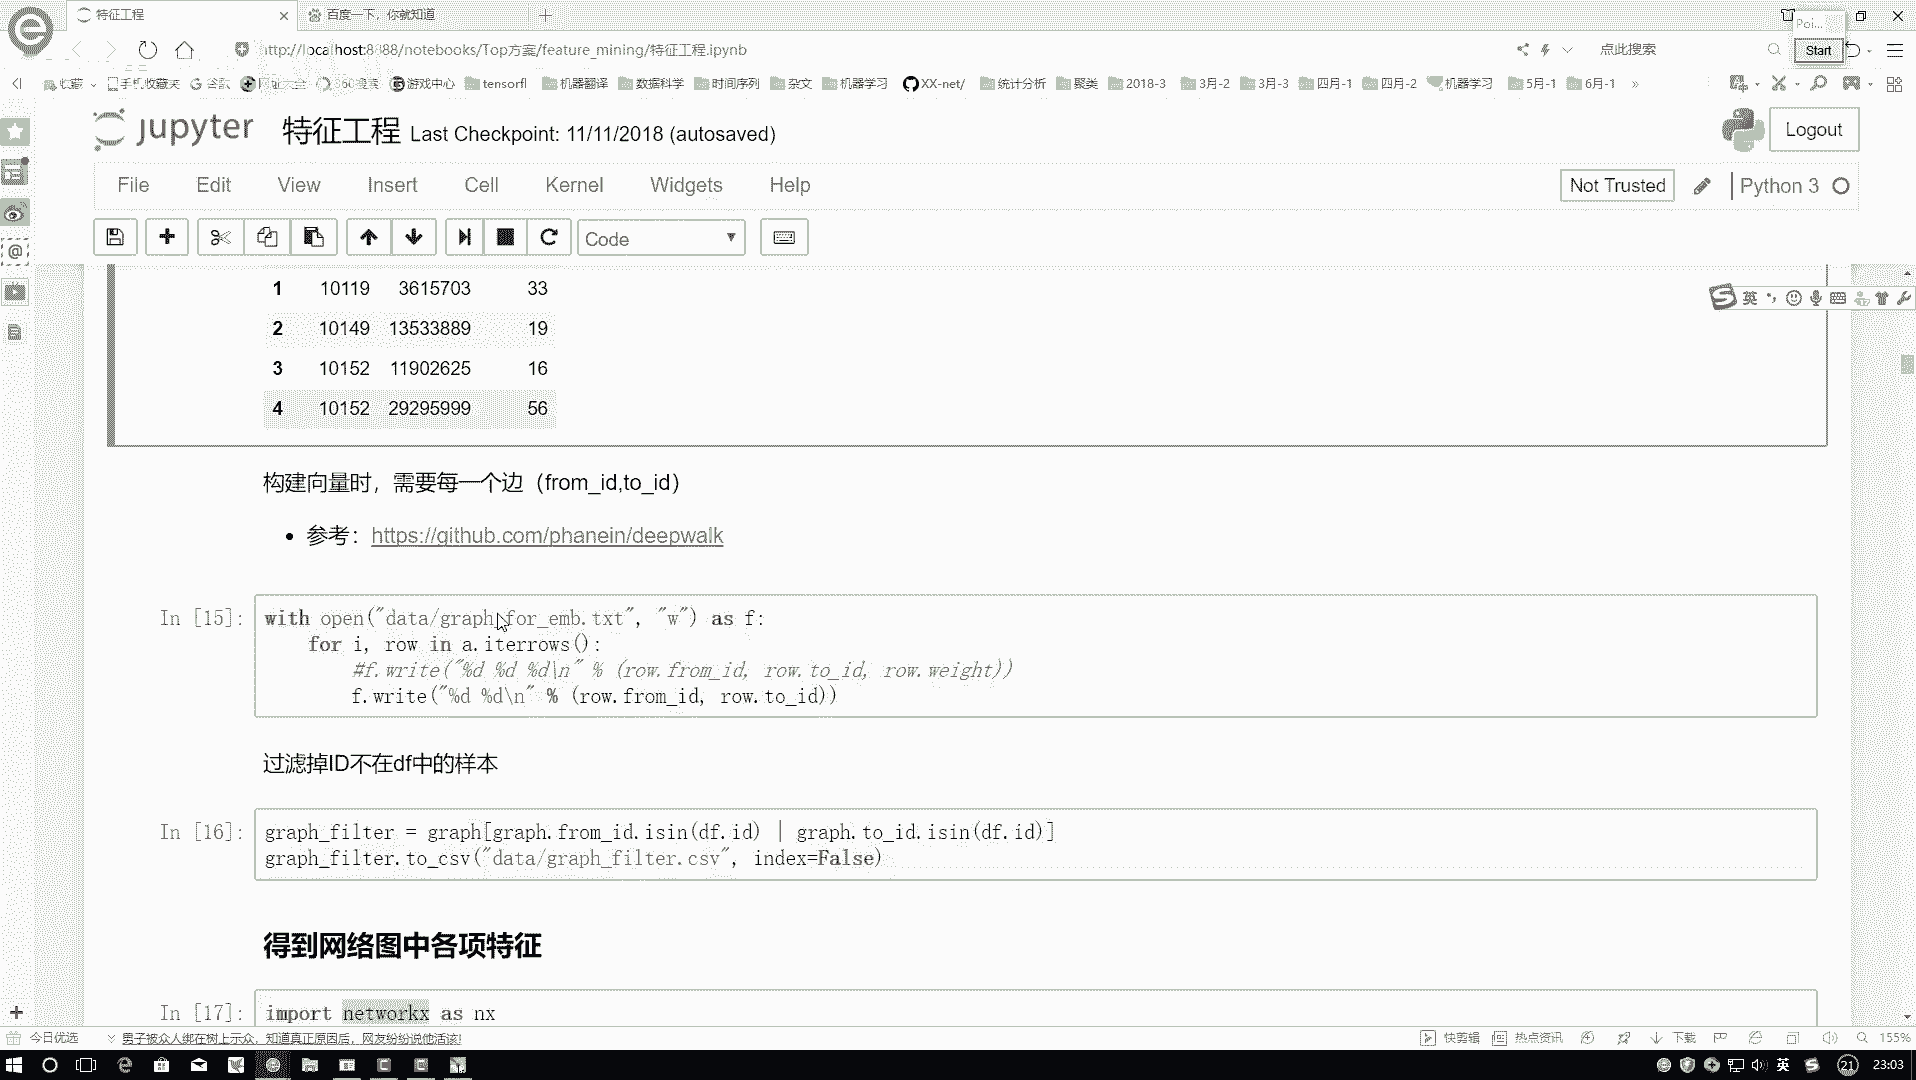 特征工程
百度一下，你就知道
Poi...
http://localhost:8888/notebooks/Top方案/feature_mining/特征工程.ipynb
点此搜索
Start
收藏
手机收藏夹
游戏中心
tensorfl
机器翻译
数据科学
时间序列
杂文
机器学习
XX-net/
统计分析
聚类
2018-3
3月-2
3月-3
四月-1
四月-2
机器学习
5月-1
6月-1
»
jupyter
特征工程 Last Checkpoint: 11/11/2018 (autosaved)
Logout
File Edit View Insert Cell Kernel Widgets Help
Not Trusted
Python 3
Code
英
1 10119 3615703 33
2 10149 13533889 19
3 10152 11902625 16
4 10152 29295999 56
构建向量时，需要每一个边（from_id,to_id）
• 参考：https://github.com/phanein/deepwalk
In [15]: with open("data/graph_for_emb.txt", "w") as f:
for i, row in a.iterrows():
#f.write("%d %d %d\n" % (row.from_id, row.to_id, row.weight))
f.write("%d %d\n" % (row.from_id, row.to_id))
过滤掉ID不在df中的样本
In [16]: graph_filter = graph[graph.from_id.isin(df.id) | graph.to_id.isin(df.id)]
graph_filter.to_csv("data/graph_filter.csv", index=False)
得到网络图中各项特征
In [17]: import networkx as nx
今日优选
男子被众人绑在树上示众，知道真正原因后，网友纷纷说他活该!
快剪辑
热点资讯
下载
155%
英
21
23:03